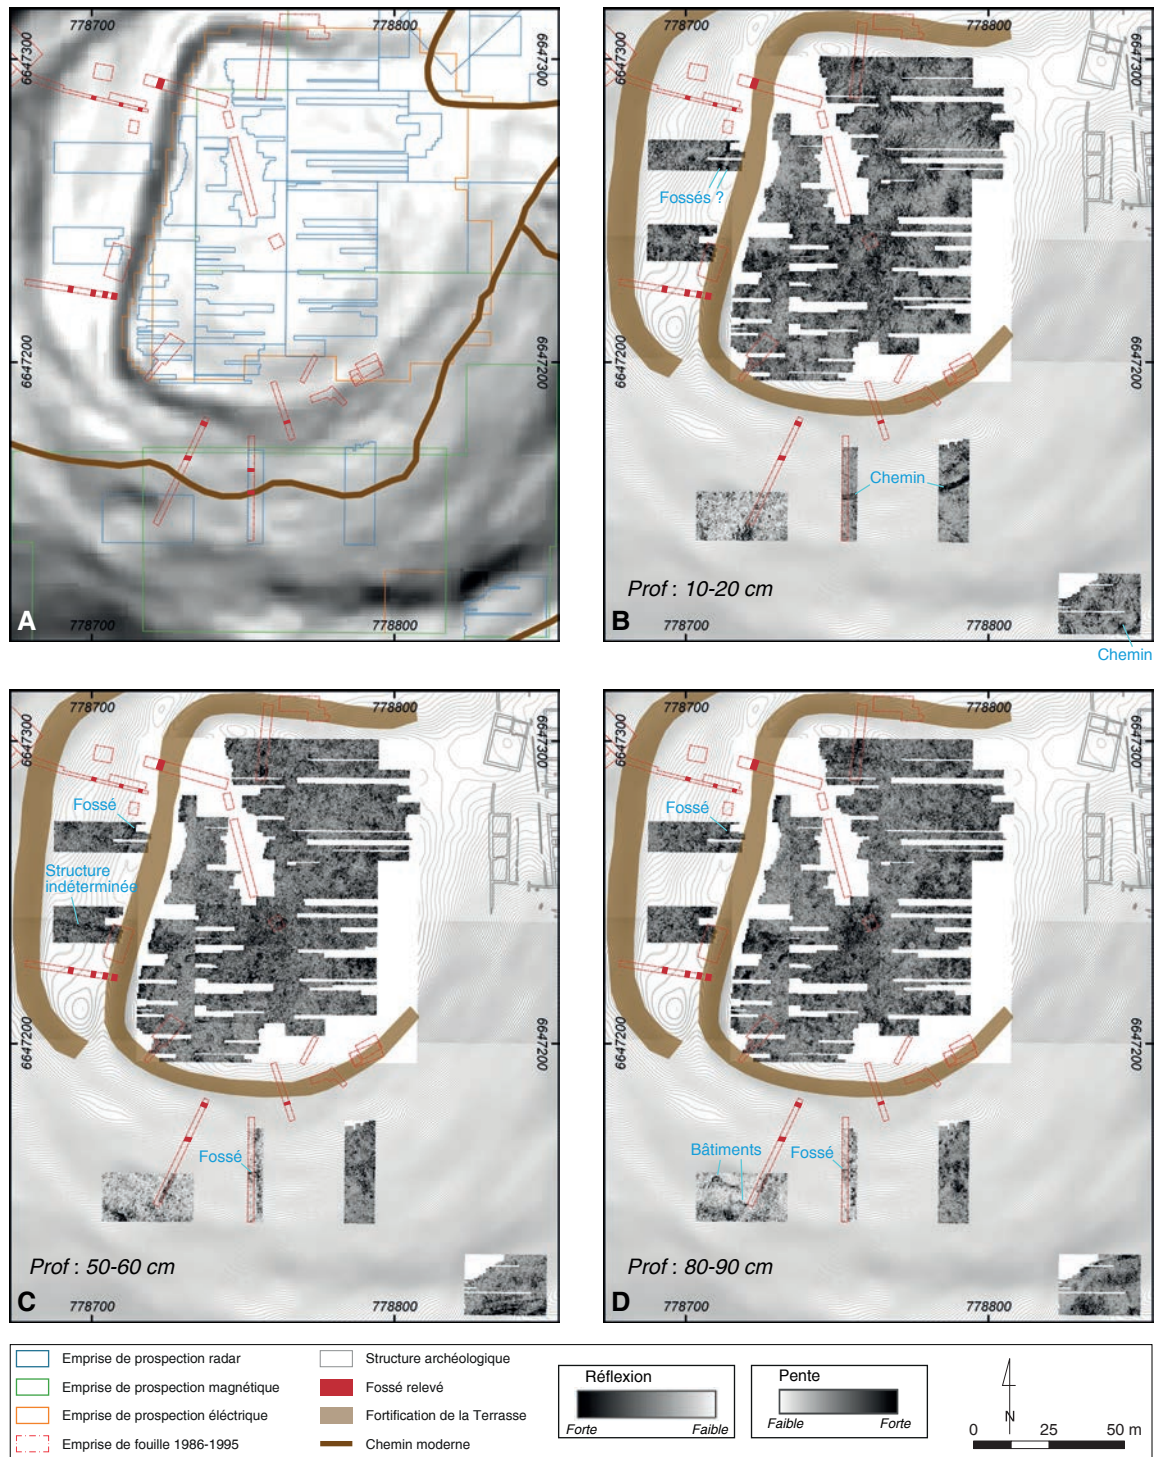 778700
778800
6647300
6647300
6647200
6647200
778700
778800
A
778700
778800
6647300
6647300
Fossés ?
6647200
6647200
Chemin
Prof : 10-20 cm
B
778700
778800
Chemin
778700
778800
6647300
6647300
Fossé
Structure
indéterminée
6647200
6647200
Fossé
Prof : 50-60 cm
C
778700
778800
778700
778800
6647300
6647300
Fossé
6647200
6647200
Bâtiments
Fossé
Prof : 80-90 cm
D
778700
778800
Emprise de prospection radar
Emprise de prospection magnétique
Emprise de prospection éléctrique
Emprise de fouille 1986-1995
Structure archéologique
Fossé relevé
Fortification de la Terrasse
Chemin moderne
Réflexion
Forte
Faible
Pente
Faible
Forte
N
0
25
50 m